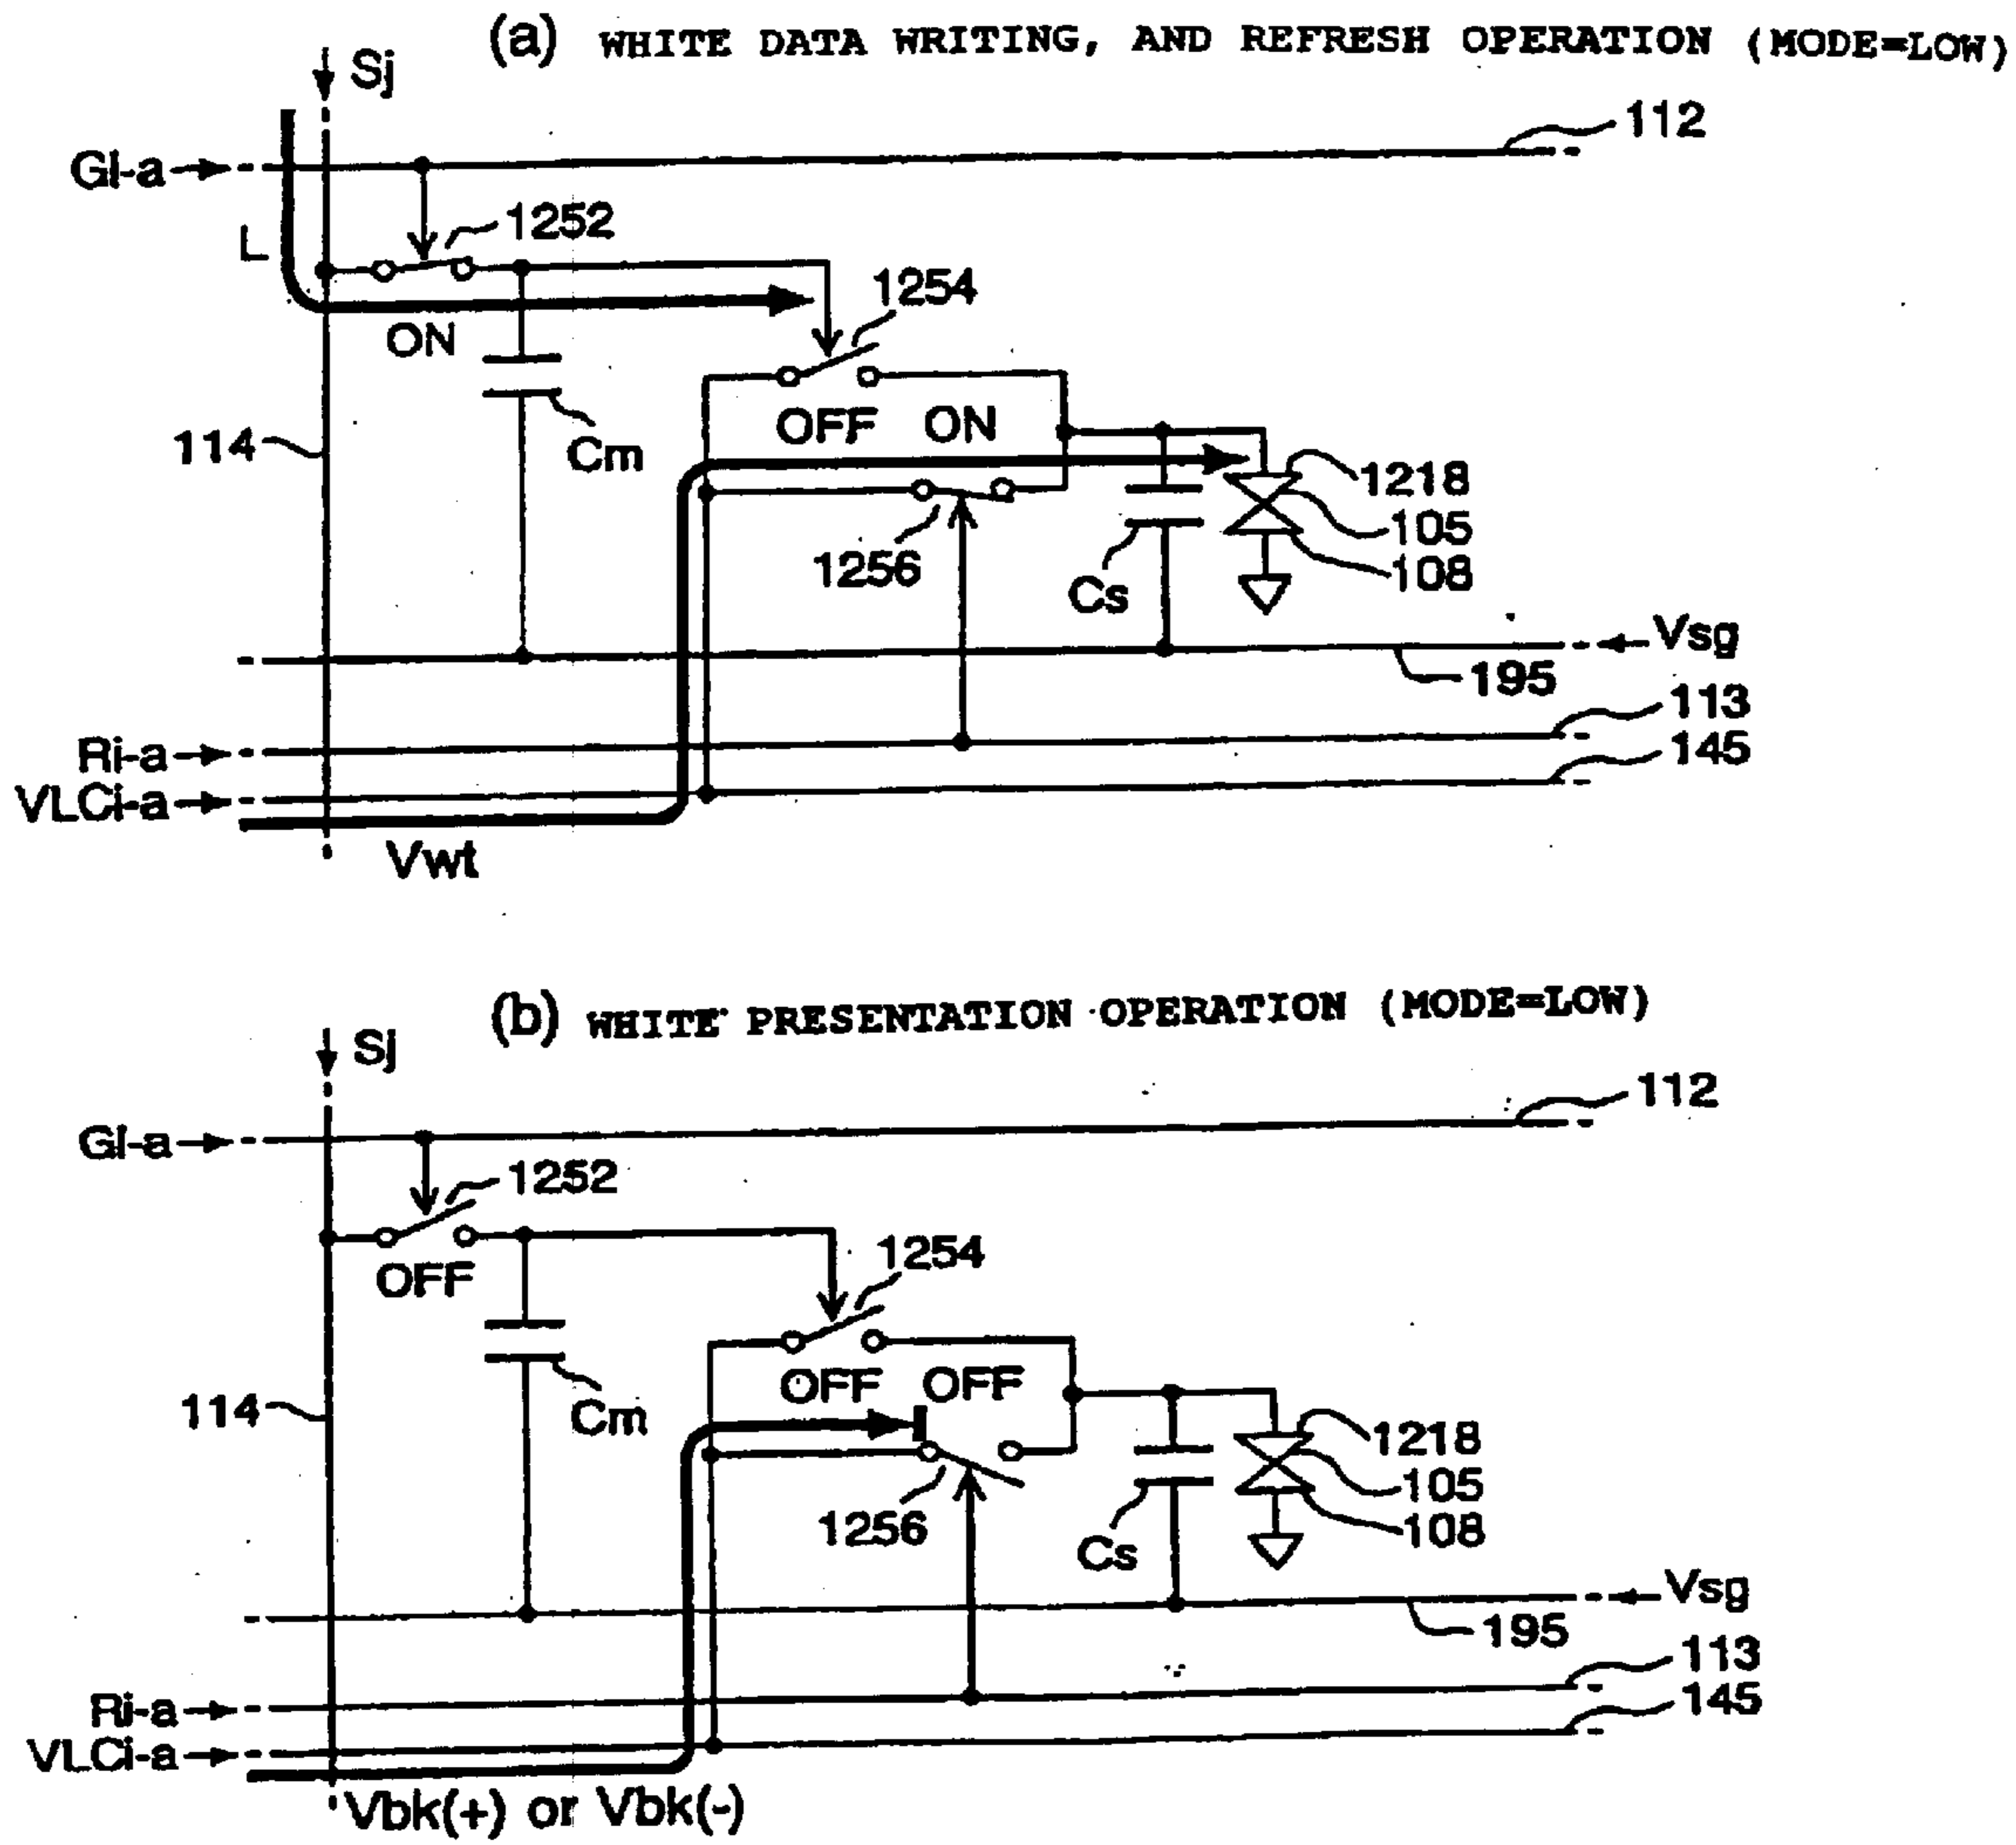 (a) WHITE DATA WRITING, AND REFRESH OPERATION (MODE=LOW)
Sj
112
Gi-a
1252
L
1254
ON
OFF ON
114
Cm
1218
105
1256
108
Cs
Vsg
195
113
Ri-a
145
VLCi-a
Vwt
(b) WHITE PRESENTATION OPERATION (MODE=LOW)
Sj
112
Gi-a
1252
1254
OFF
OFF OFF
114
Cm
1218
105
1256
108
Cs
Vsg
195
113
Ri-a
145
VLCi-a
Vbk(+) or Vbk(-)